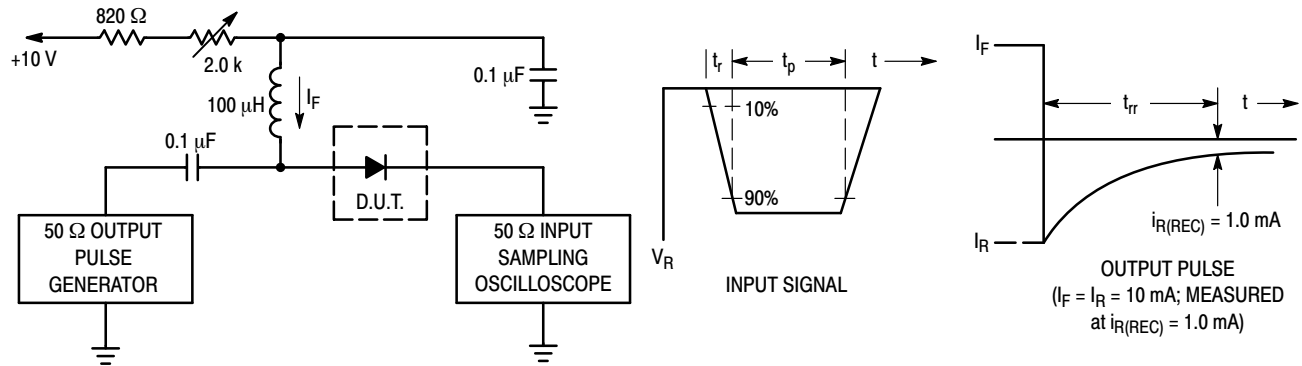 820 Ω
+10 V
2.0 k
100 μH
I_F
0.1 μF
0.1 μF
D.U.T.
50 Ω OUTPUT
PULSE
GENERATOR
50 Ω INPUT
SAMPLING
OSCILLOSCOPE
t_r
t_p
t
10%
90%
V_R
INPUT SIGNAL
I_F
t_rr
t
I_R
i_R(REC) = 1.0 mA
OUTPUT PULSE
(I_F = I_R = 10 mA; MEASURED
at i_R(REC) = 1.0 mA)